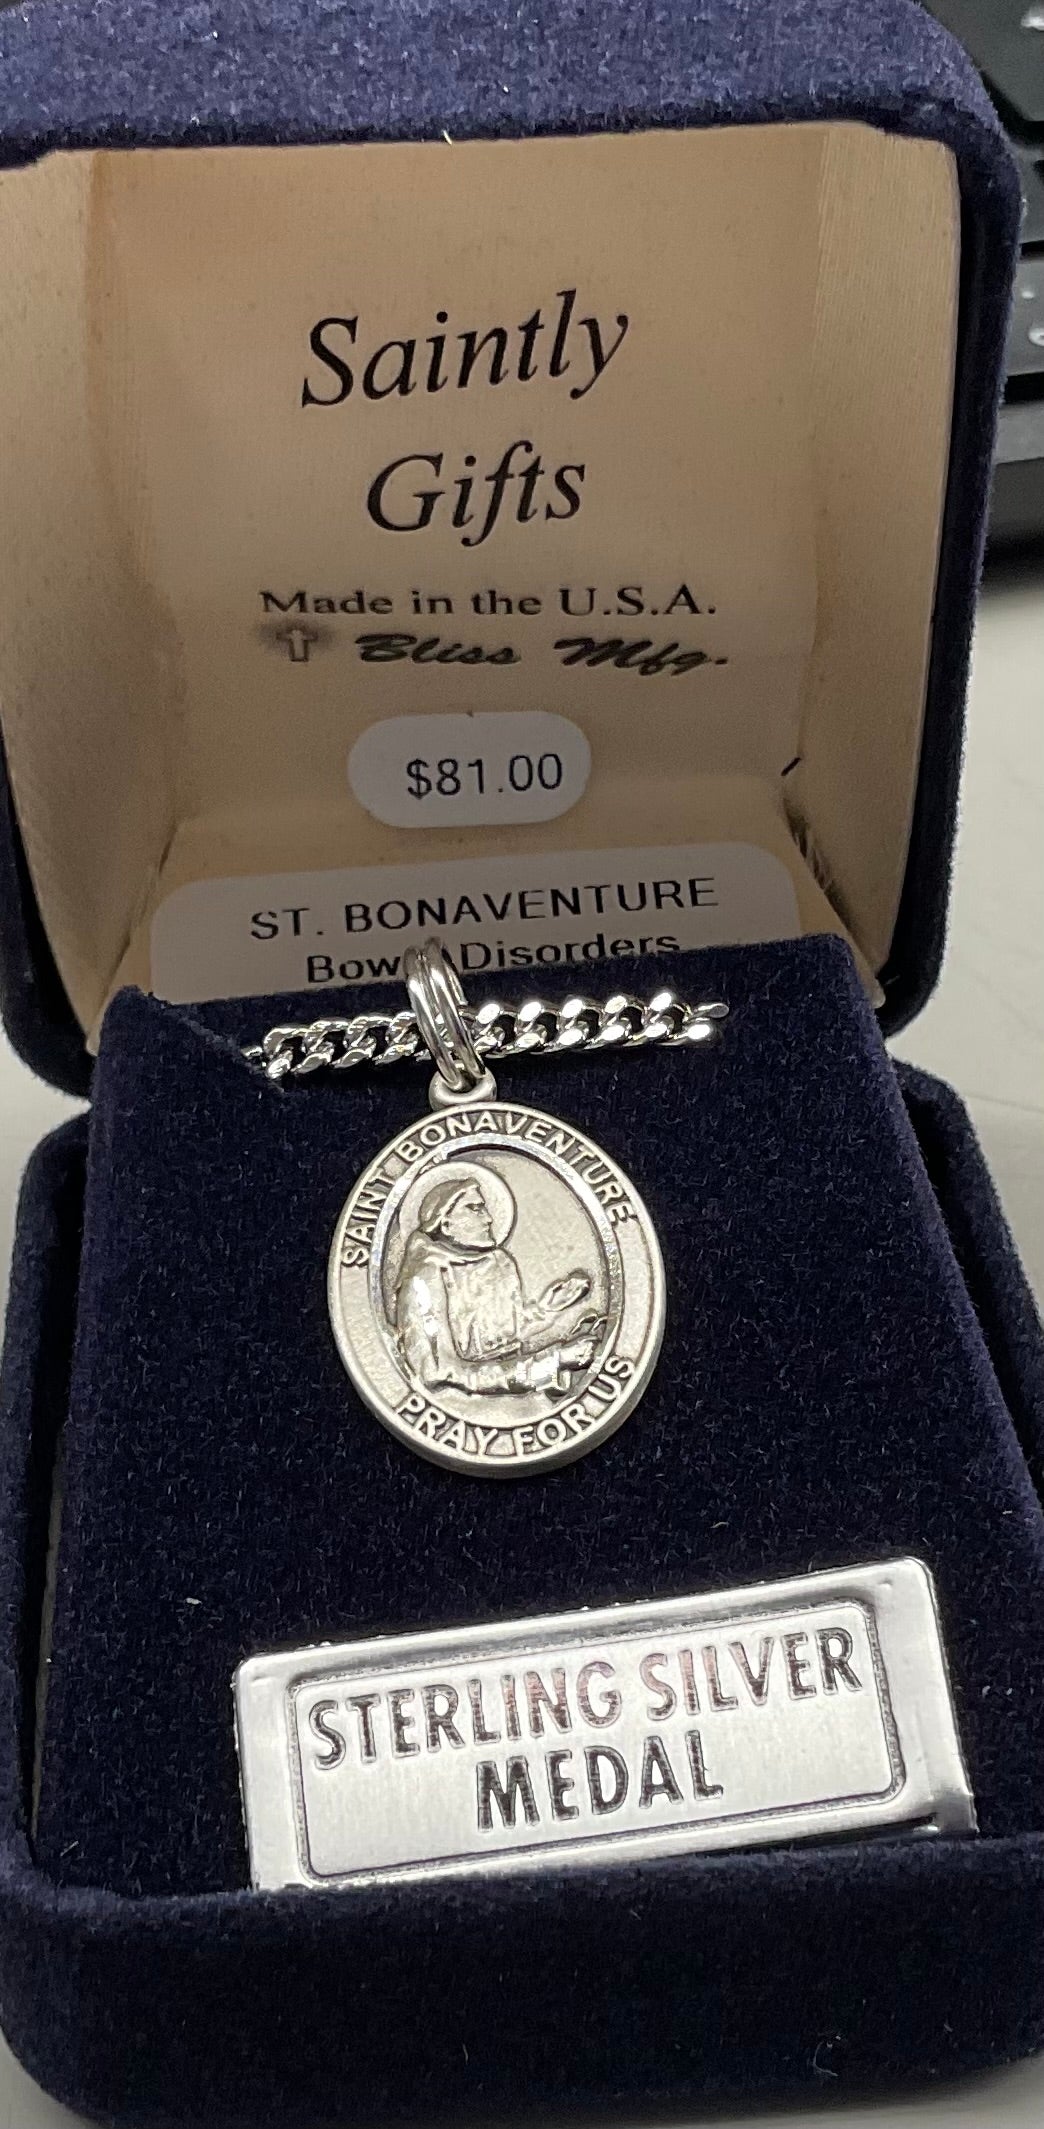 Saintly
Gifts
Made in the U.S.A.
Bliss Mfg.
$81.00
ST. BONAVENTURE
Disorders
SAINT BONAVENTURE
PRAY FOR US
STERLING SILVER
MEDAL